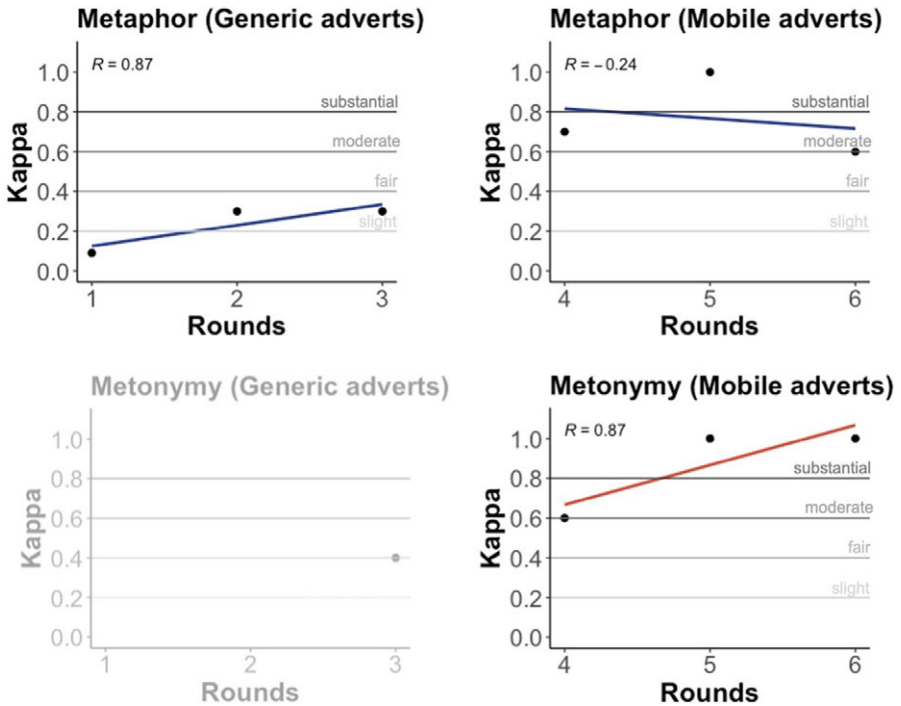 Metaphor (Generic adverts)
R = 0.87
Kappa
1.0
0.8
0.6
0.4
0.2
0.0
substantial
moderate
fair
slight
1 2 3
Rounds
Metaphor (Mobile adverts)
R = −0.24
Kappa
1.0
0.8
0.6
0.4
0.2
0.0
substantial
moderate
fair
slight
4 5 6
Rounds
Metonymy (Generic adverts)
Kappa
1.0
0.8
0.6
0.4
0.2
0.0
1 2 3
Rounds
Metonymy (Mobile adverts)
R = 0.87
Kappa
1.0
0.8
0.6
0.4
0.2
0.0
substantial
moderate
fair
slight
4 5 6
Rounds